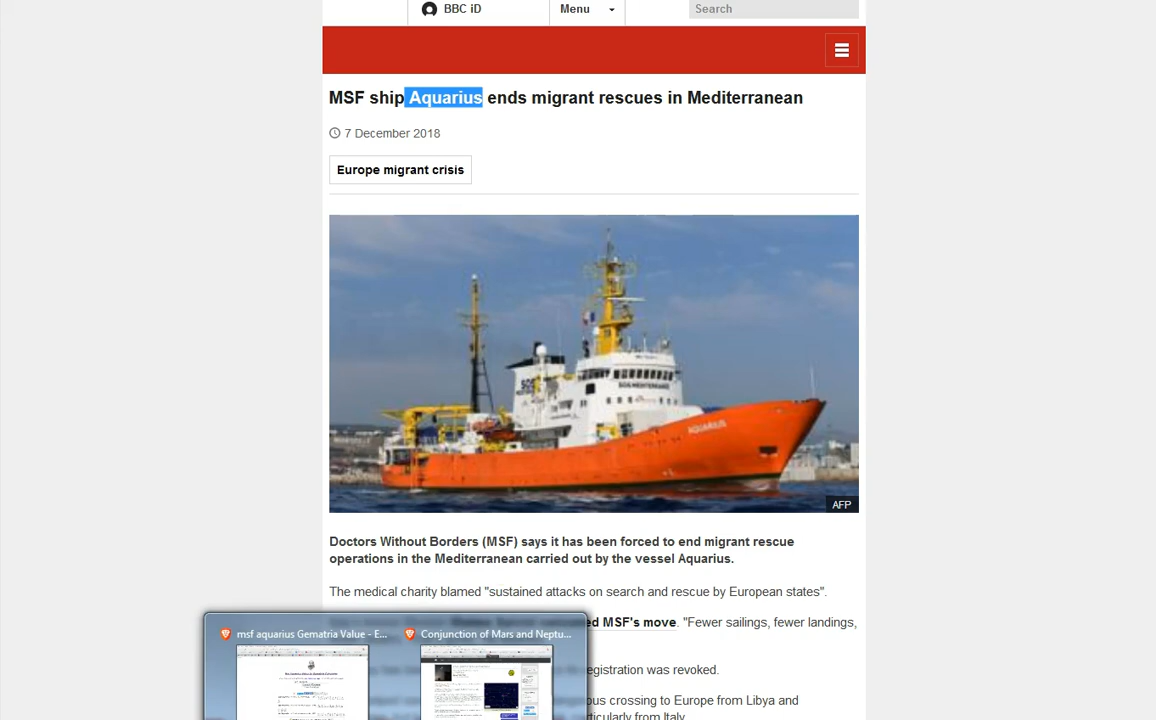 BBC iD
Menu
Search
MSF ship Aquarius ends migrant rescues in Mediterranean
7 December 2018
Europe migrant crisis
AQUARIUS
AFP
Doctors Without Borders (MSF) says it has been forced to end migrant rescue
operations in the Mediterranean carried out by the vessel Aquarius.
The medical charity blamed "sustained attacks on search and rescue by European states".
ed MSF's move. "Fewer sailings, fewer landings,
registration was revoked.
ous crossing to Europe from Libya and
ticularly from Italy
msf aquarius Gematria Value - E...
Conjunction of Mars and Neptu...